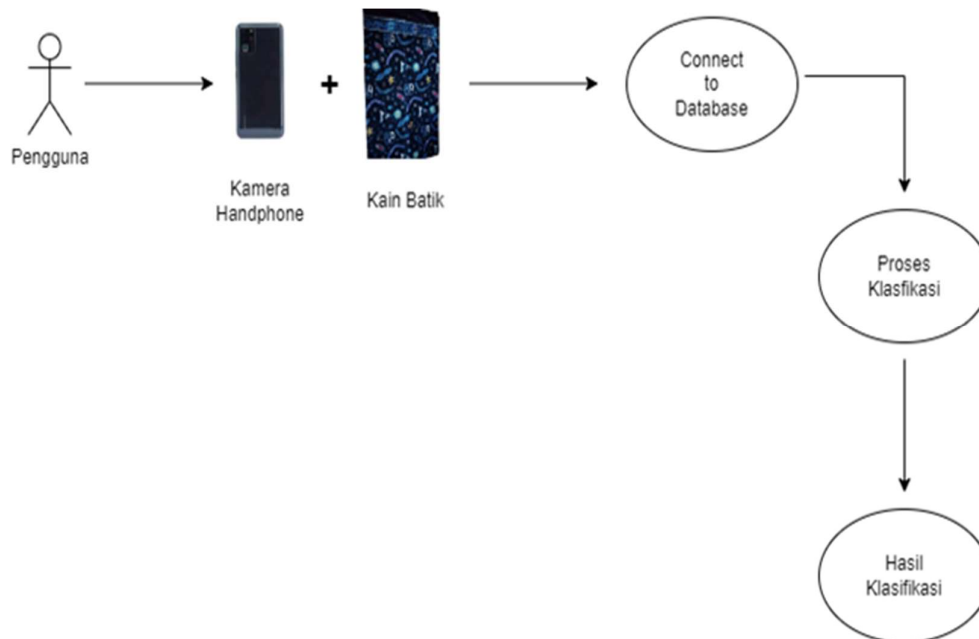 Pengguna
Kamera
Handphone
+
Kain Batik
Connect
to
Database
Proses
Klasfikasi
Hasil
Klasifikasi